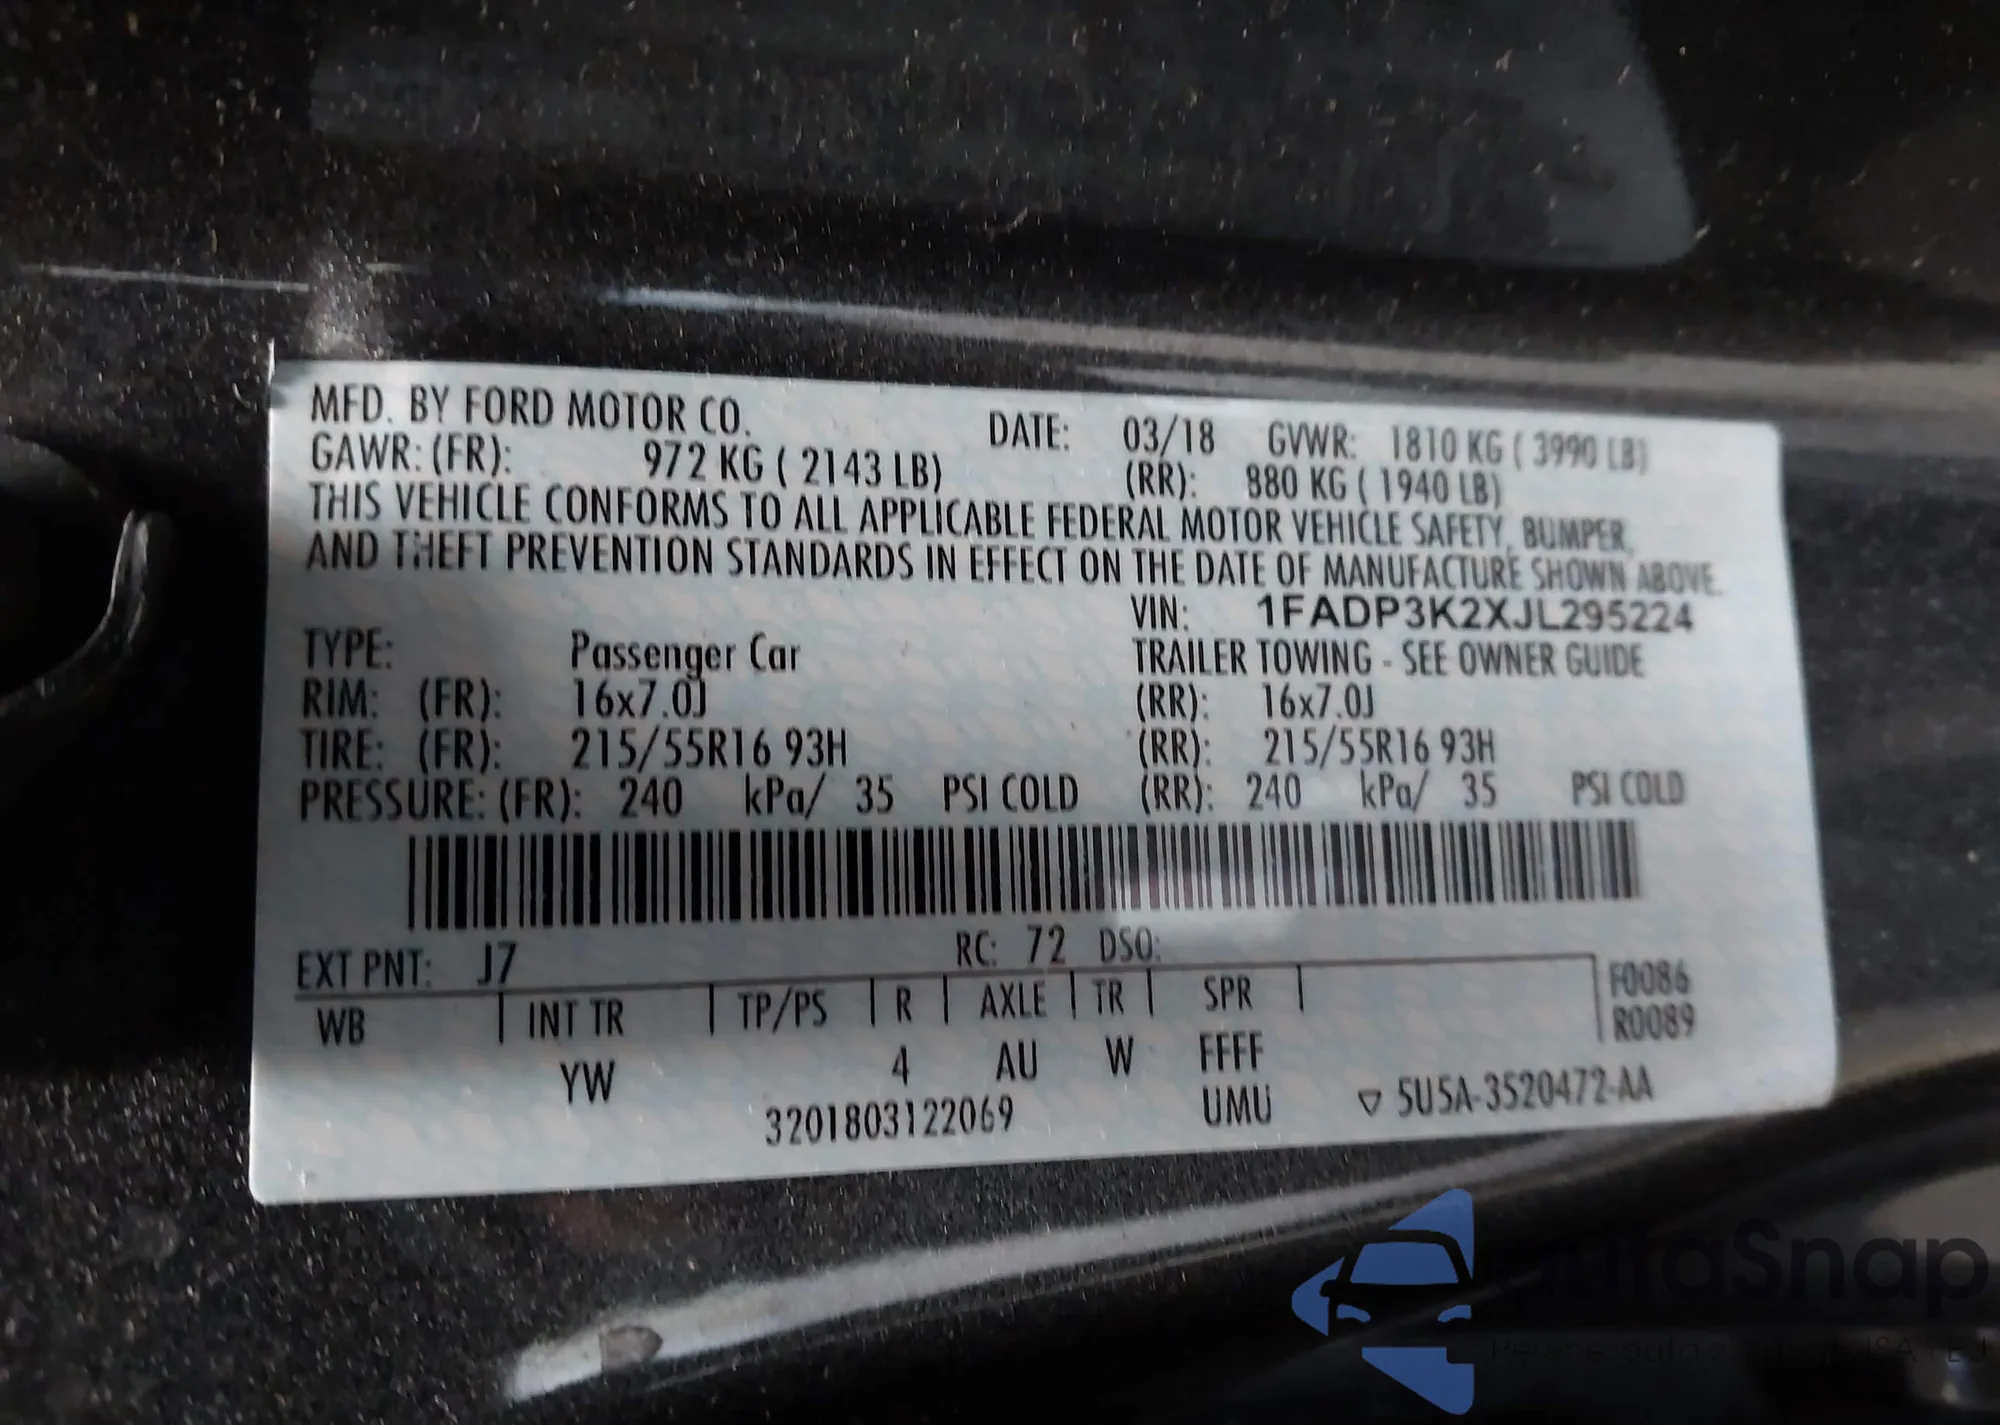 MFD. BY FORD MOTOR CO. DATE: 03/18 GVWR: 1810 KG ( 3990 LB)
GAWR: (FR): 972 KG ( 2143 LB) (RR): 880 KG ( 1940 LB)
THIS VEHICLE CONFORMS TO ALL APPLICABLE FEDERAL MOTOR VEHICLE SAFETY, BUMPER,
AND THEFT PREVENTION STANDARDS IN EFFECT ON THE DATE OF MANUFACTURE SHOWN ABOVE.
VIN: 1FADP3K2XJL295224
TYPE: Passenger Car TRAILER TOWING - SEE OWNER GUIDE
RIM: (FR): 16x7.0J (RR): 16x7.0J
TIRE: (FR): 215/55R16 93H (RR): 215/55R16 93H
PRESSURE: (FR): 240 kPa/ 35 PSI COLD (RR): 240 kPa/ 35 PSI COLD
EXT PNT: J7 RC: 72 DSO:
WB INT TR TP/PS R AXLE TR SPR F0086
R0089
YW 4 AU W FFFF
3201803122069 UMU ▽ 5U5A-3520472-AA